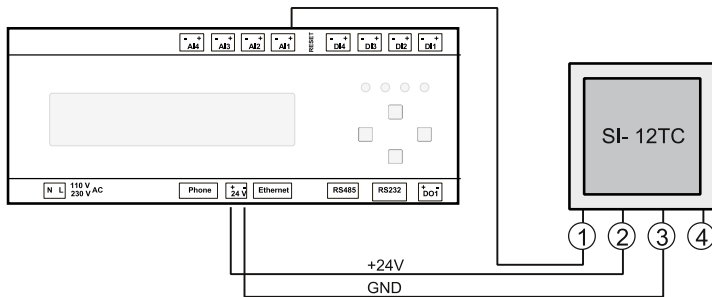 - + AI4 - + AI3 - + AI2 - + AI1 RESET - + DI4 - + DI3 - + DI2 - + DI1
SI- 12TC
N L 110 V 230 V AC Phone + - 24 V Ethernet RS485 RS232 + - DO1
1 2 3 4
+24V
GND